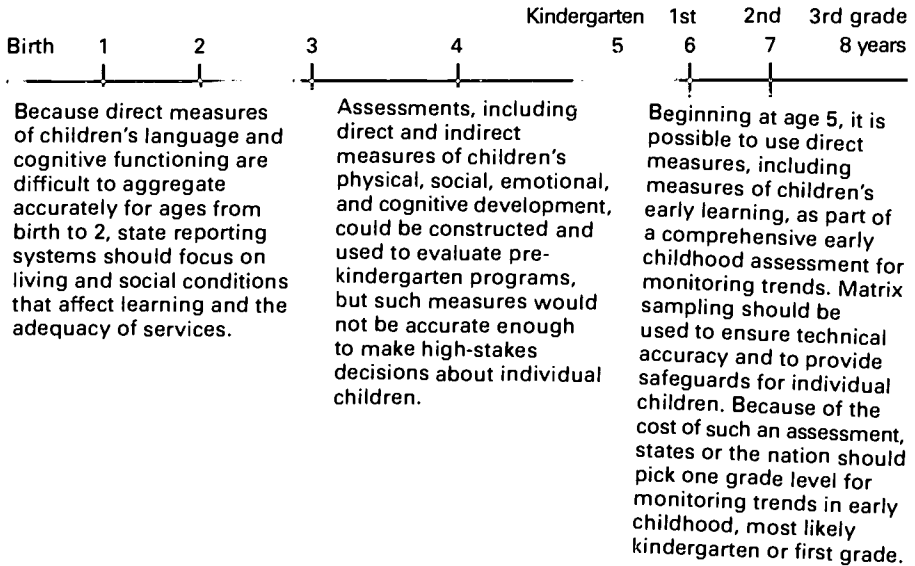 Kindergarten 1st 2nd 3rd grade
Birth 1 2 3 4 5 6 7 8 years
Because direct measures
of children's language and
cognitive functioning are
difficult to aggregate
accurately for ages from
birth to 2, state reporting
systems should focus on
living and social conditions
that affect learning and the
adequacy of services.
Assessments, including
direct and indirect
measures of children's
physical, social, emotional,
and cognitive development,
could be constructed and
used to evaluate pre-
kindergarten programs,
but such measures would
not be accurate enough
to make high-stakes
decisions about individual
children.
Beginning at age 5, it is
possible to use direct
measures, including
measures of children's
early learning, as part of
a comprehensive early
childhood assessment for
monitoring trends. Matrix
sampling should be
used to ensure technical
accuracy and to provide
safeguards for individual
children. Because of the
cost of such an assessment,
states or the nation should
pick one grade level for
monitoring trends in early
childhood, most likely
kindergarten or first grade.